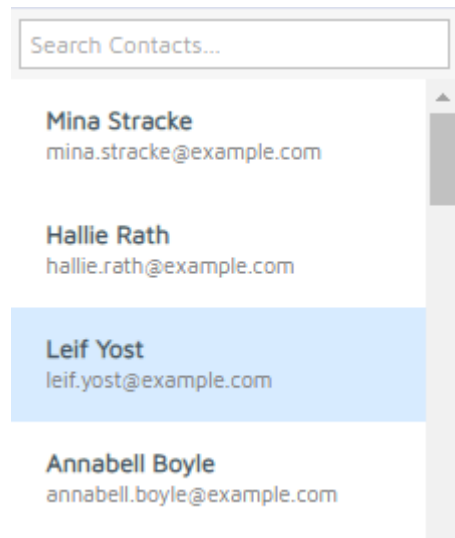 Search Contacts...
Mina Stracke
mina.stracke@example.com
Hallie Rath
hallie.rath@example.com
Leif Yost
leif.yost@example.com
Annabell Boyle
annabell.boyle@example.com